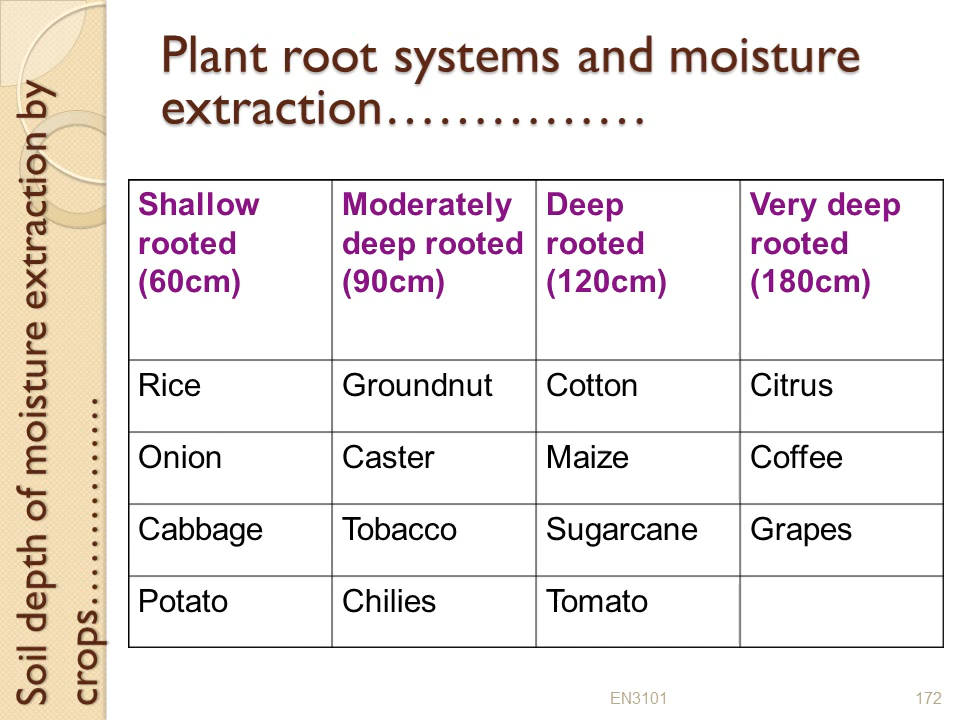 Plant root systems and moisture
extraction……………
Soil depth of moisture extraction by
crops………………
Shallow rooted (60cm) Moderately deep rooted (90cm) Deep rooted (120cm) Very deep rooted (180cm)
Rice Groundnut Cotton Citrus
Onion Caster Maize Coffee
Cabbage Tobacco Sugarcane Grapes
Potato Chilies Tomato
EN3101 172